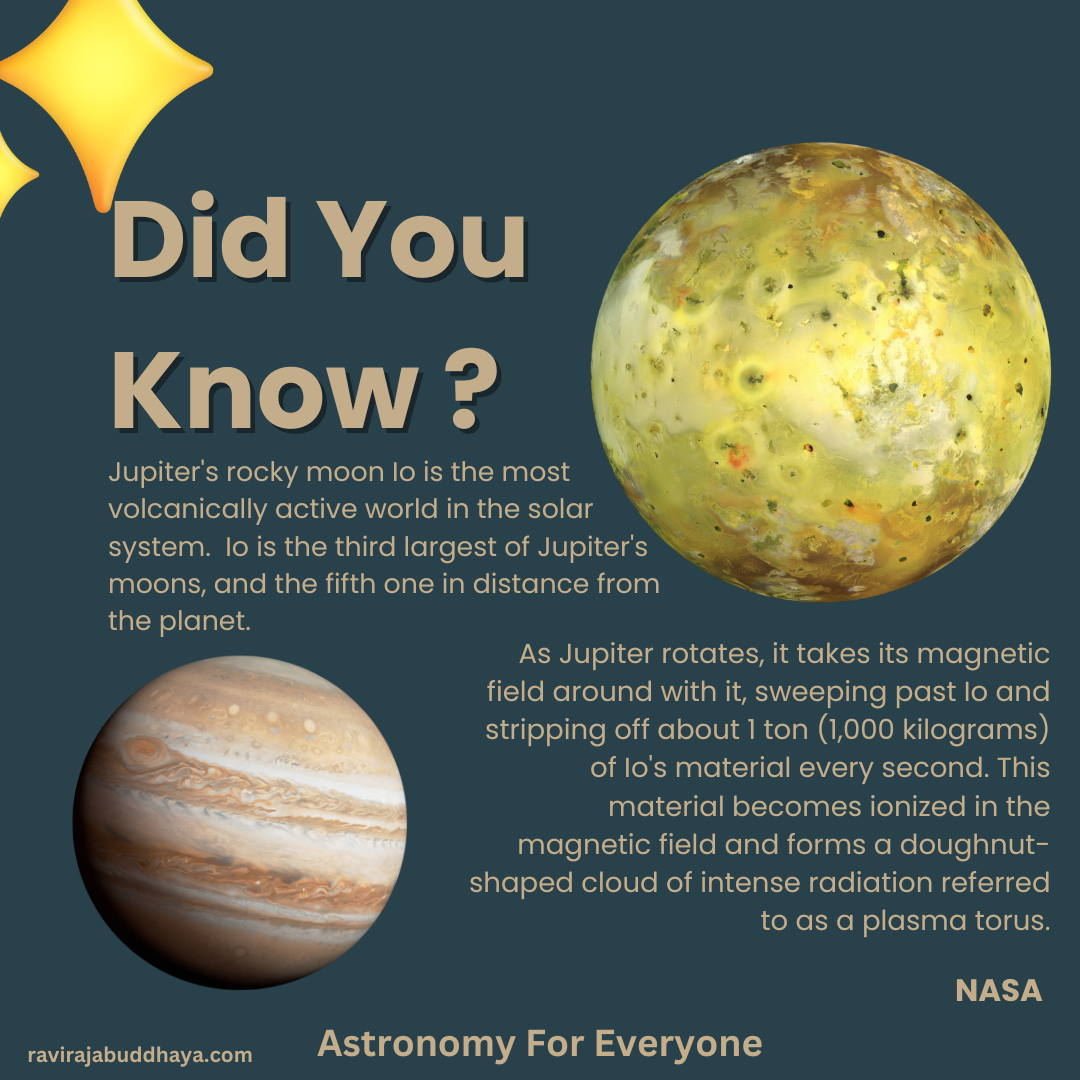 Did You
Know ?
Jupiter's rocky moon Io is the most
volcanically active world in the solar
system.  Io is the third largest of Jupiter's
moons, and the fifth one in distance from
the planet.
As Jupiter rotates, it takes its magnetic
field around with it, sweeping past Io and
stripping off about 1 ton (1,000 kilograms)
of Io's material every second. This
material becomes ionized in the
magnetic field and forms a doughnut-
shaped cloud of intense radiation referred
to as a plasma torus.
NASA
Astronomy For Everyone
ravirajabuddhaya.com